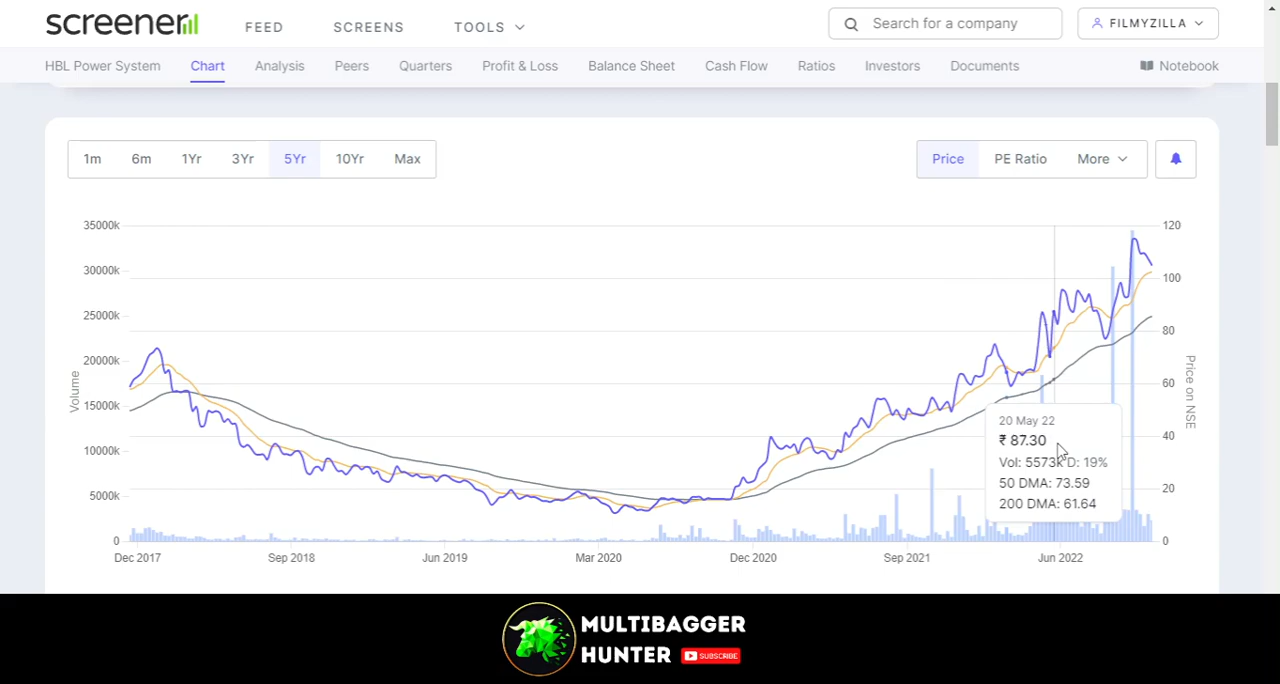 screener
FEED SCREENS TOOLS
Search for a company
FILMYZILLA
HBL Power System Chart Analysis Peers Quarters Profit & Loss Balance Sheet Cash Flow Ratios Investors Documents Notebook
1m 6m 1Yr 3Yr 5Yr 10Yr Max
Price PE Ratio More
35000k
30000k
25000k
20000k
15000k
10000k
5000k
0
Volume
120
100
80
60
40
20
0
Price on NSE
20 May 22
₹ 87.30
Vol: 5573k D: 19%
50 DMA: 73.59
200 DMA: 61.64
Dec 2017 Sep 2018 Jun 2019 Mar 2020 Dec 2020 Sep 2021 Jun 2022
MULTIBAGGER
HUNTER SUBSCRIBE